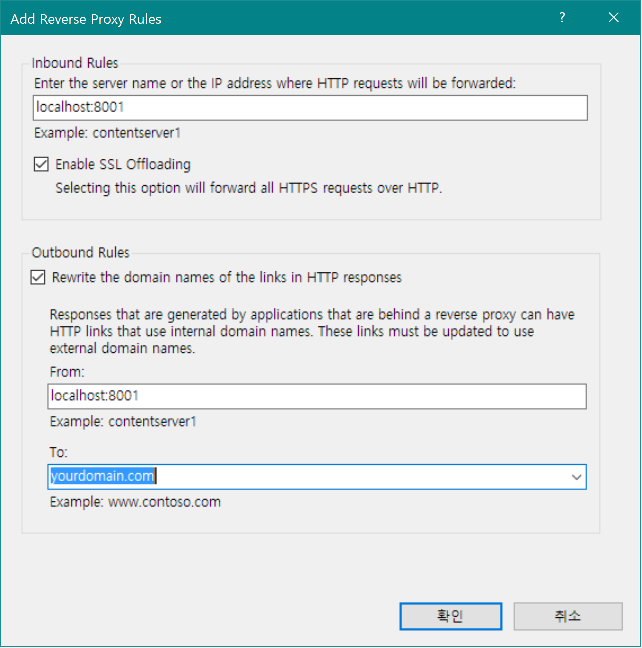 Add Reverse Proxy Rules
?
Inbound Rules
Enter the server name or the IP address where HTTP requests will be forwarded:
localhost:8001
Example: contentserver1
Enable SSL Offloading
Selecting this option will forward all HTTPS requests over HTTP.
Outbound Rules
Rewrite the domain names of the links in HTTP responses
Responses that are generated by applications that are behind a reverse proxy can have
HTTP links that use internal domain names. These links must be updated to use
external domain names.
From:
localhost:8001
Example: contentserver1
To:
yourdomain.com
Example: www.contoso.com
확인
취소